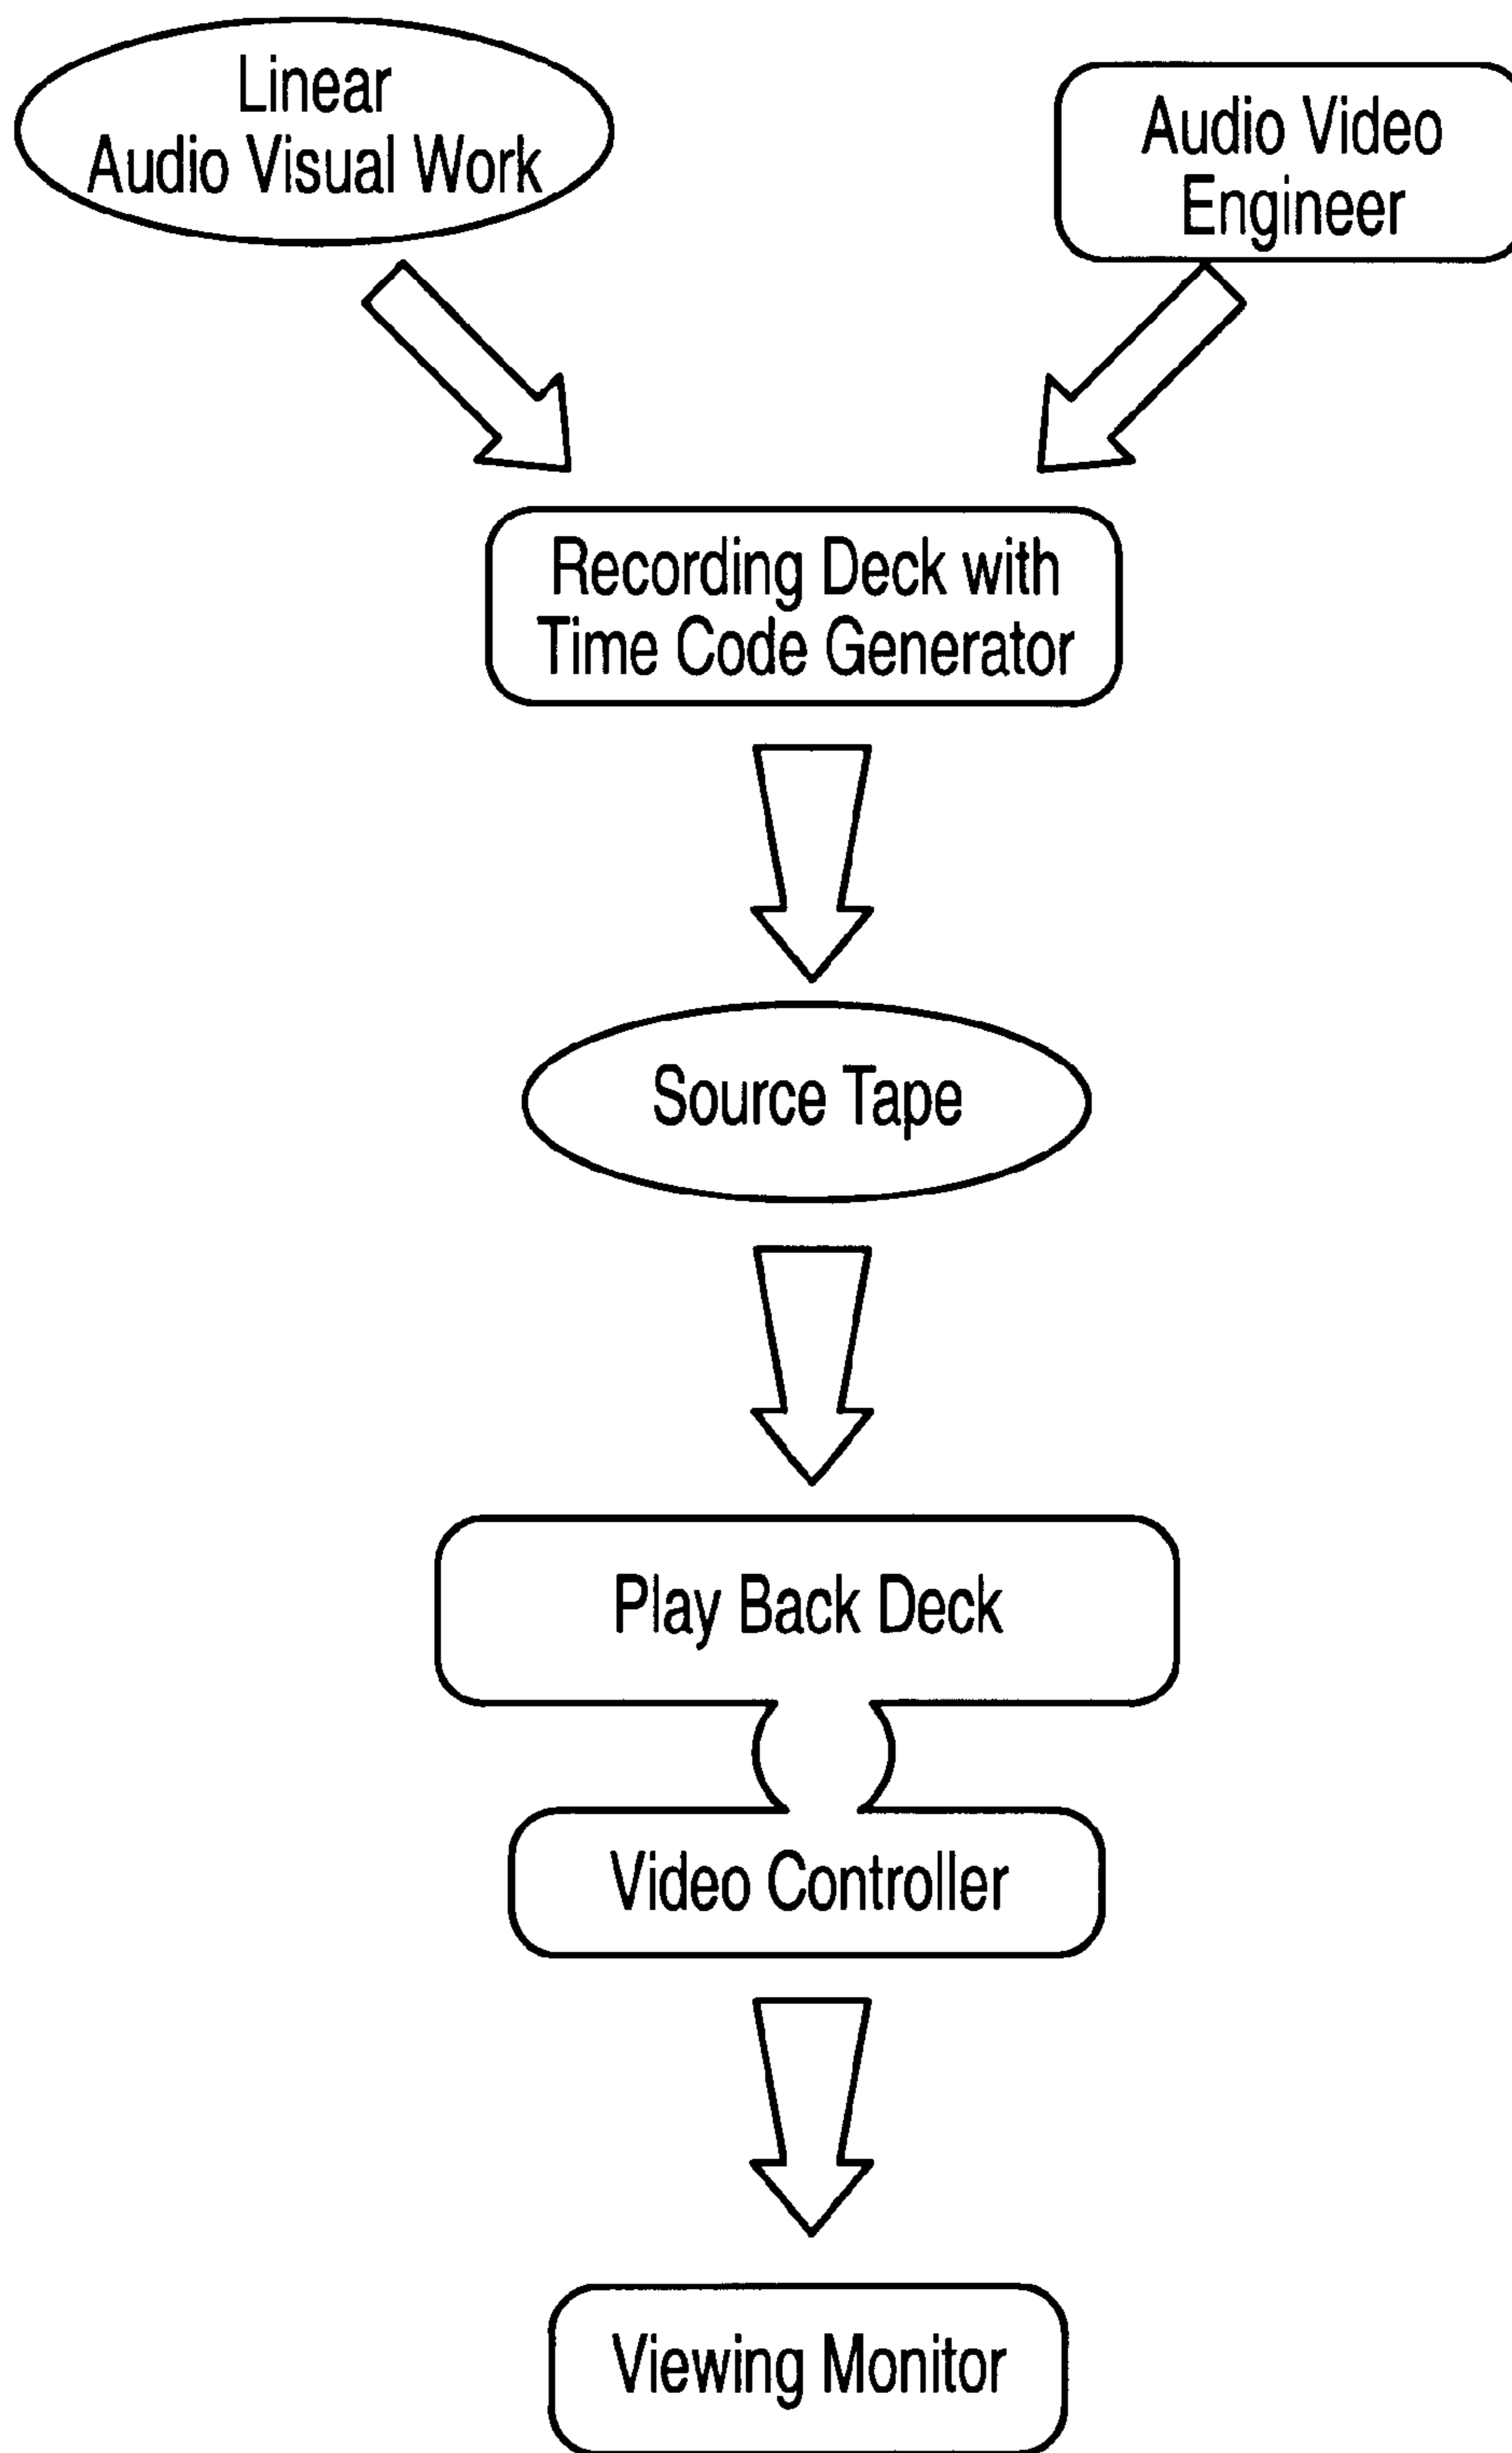 Linear
Audio Visual Work
Audio Video
Engineer
Recording Deck with
Time Code Generator
Source Tape
Play Back Deck
Video Controller
Viewing Monitor